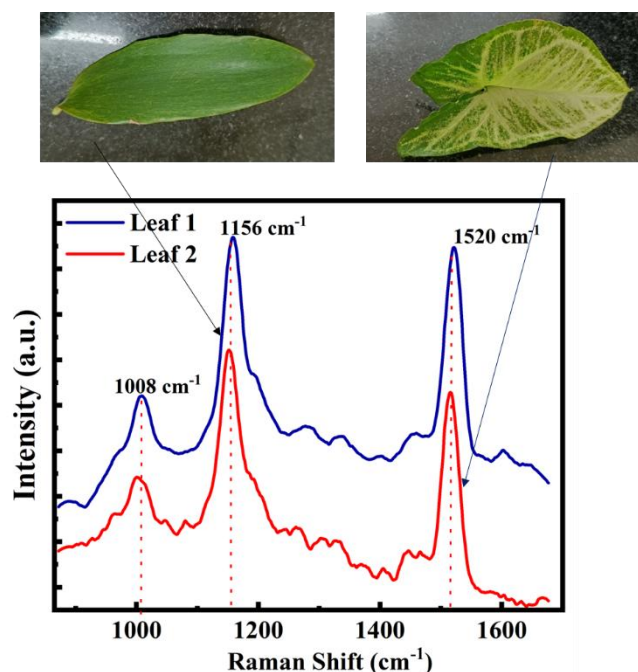 Leaf 1
Leaf 2
1156 cm⁻¹
1520 cm⁻¹
1008 cm⁻¹
Intensity (a.u.)
1000 1200 1400 1600
Raman Shift (cm⁻¹)